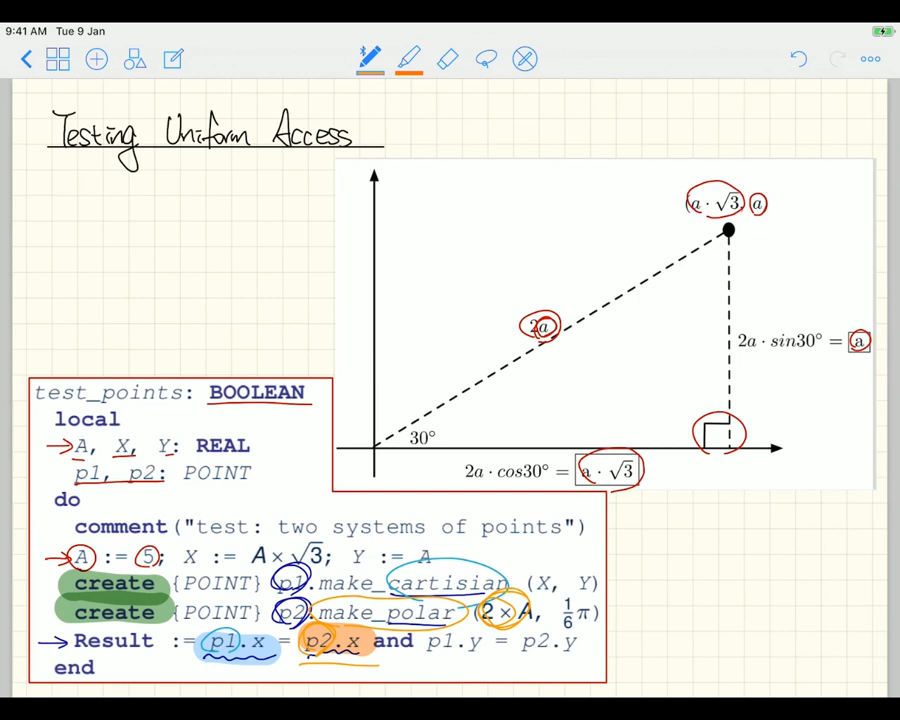 9:41 AM Tue 9 Jan
Testing Uniform Access
(a · √3, a)
2a
2a · sin30° = a
30°
2a · cos30° = a · √3
test_points: BOOLEAN
local
A, X, Y: REAL
p1, p2: POINT
do
comment("test: two systems of points")
A := 5; X := A × √3; Y := A
create {POINT} p1.make_cartisian (X, Y)
create {POINT} p2.make_polar (2 × A, 1/6 π)
Result := p1.x = p2.x and p1.y = p2.y
end